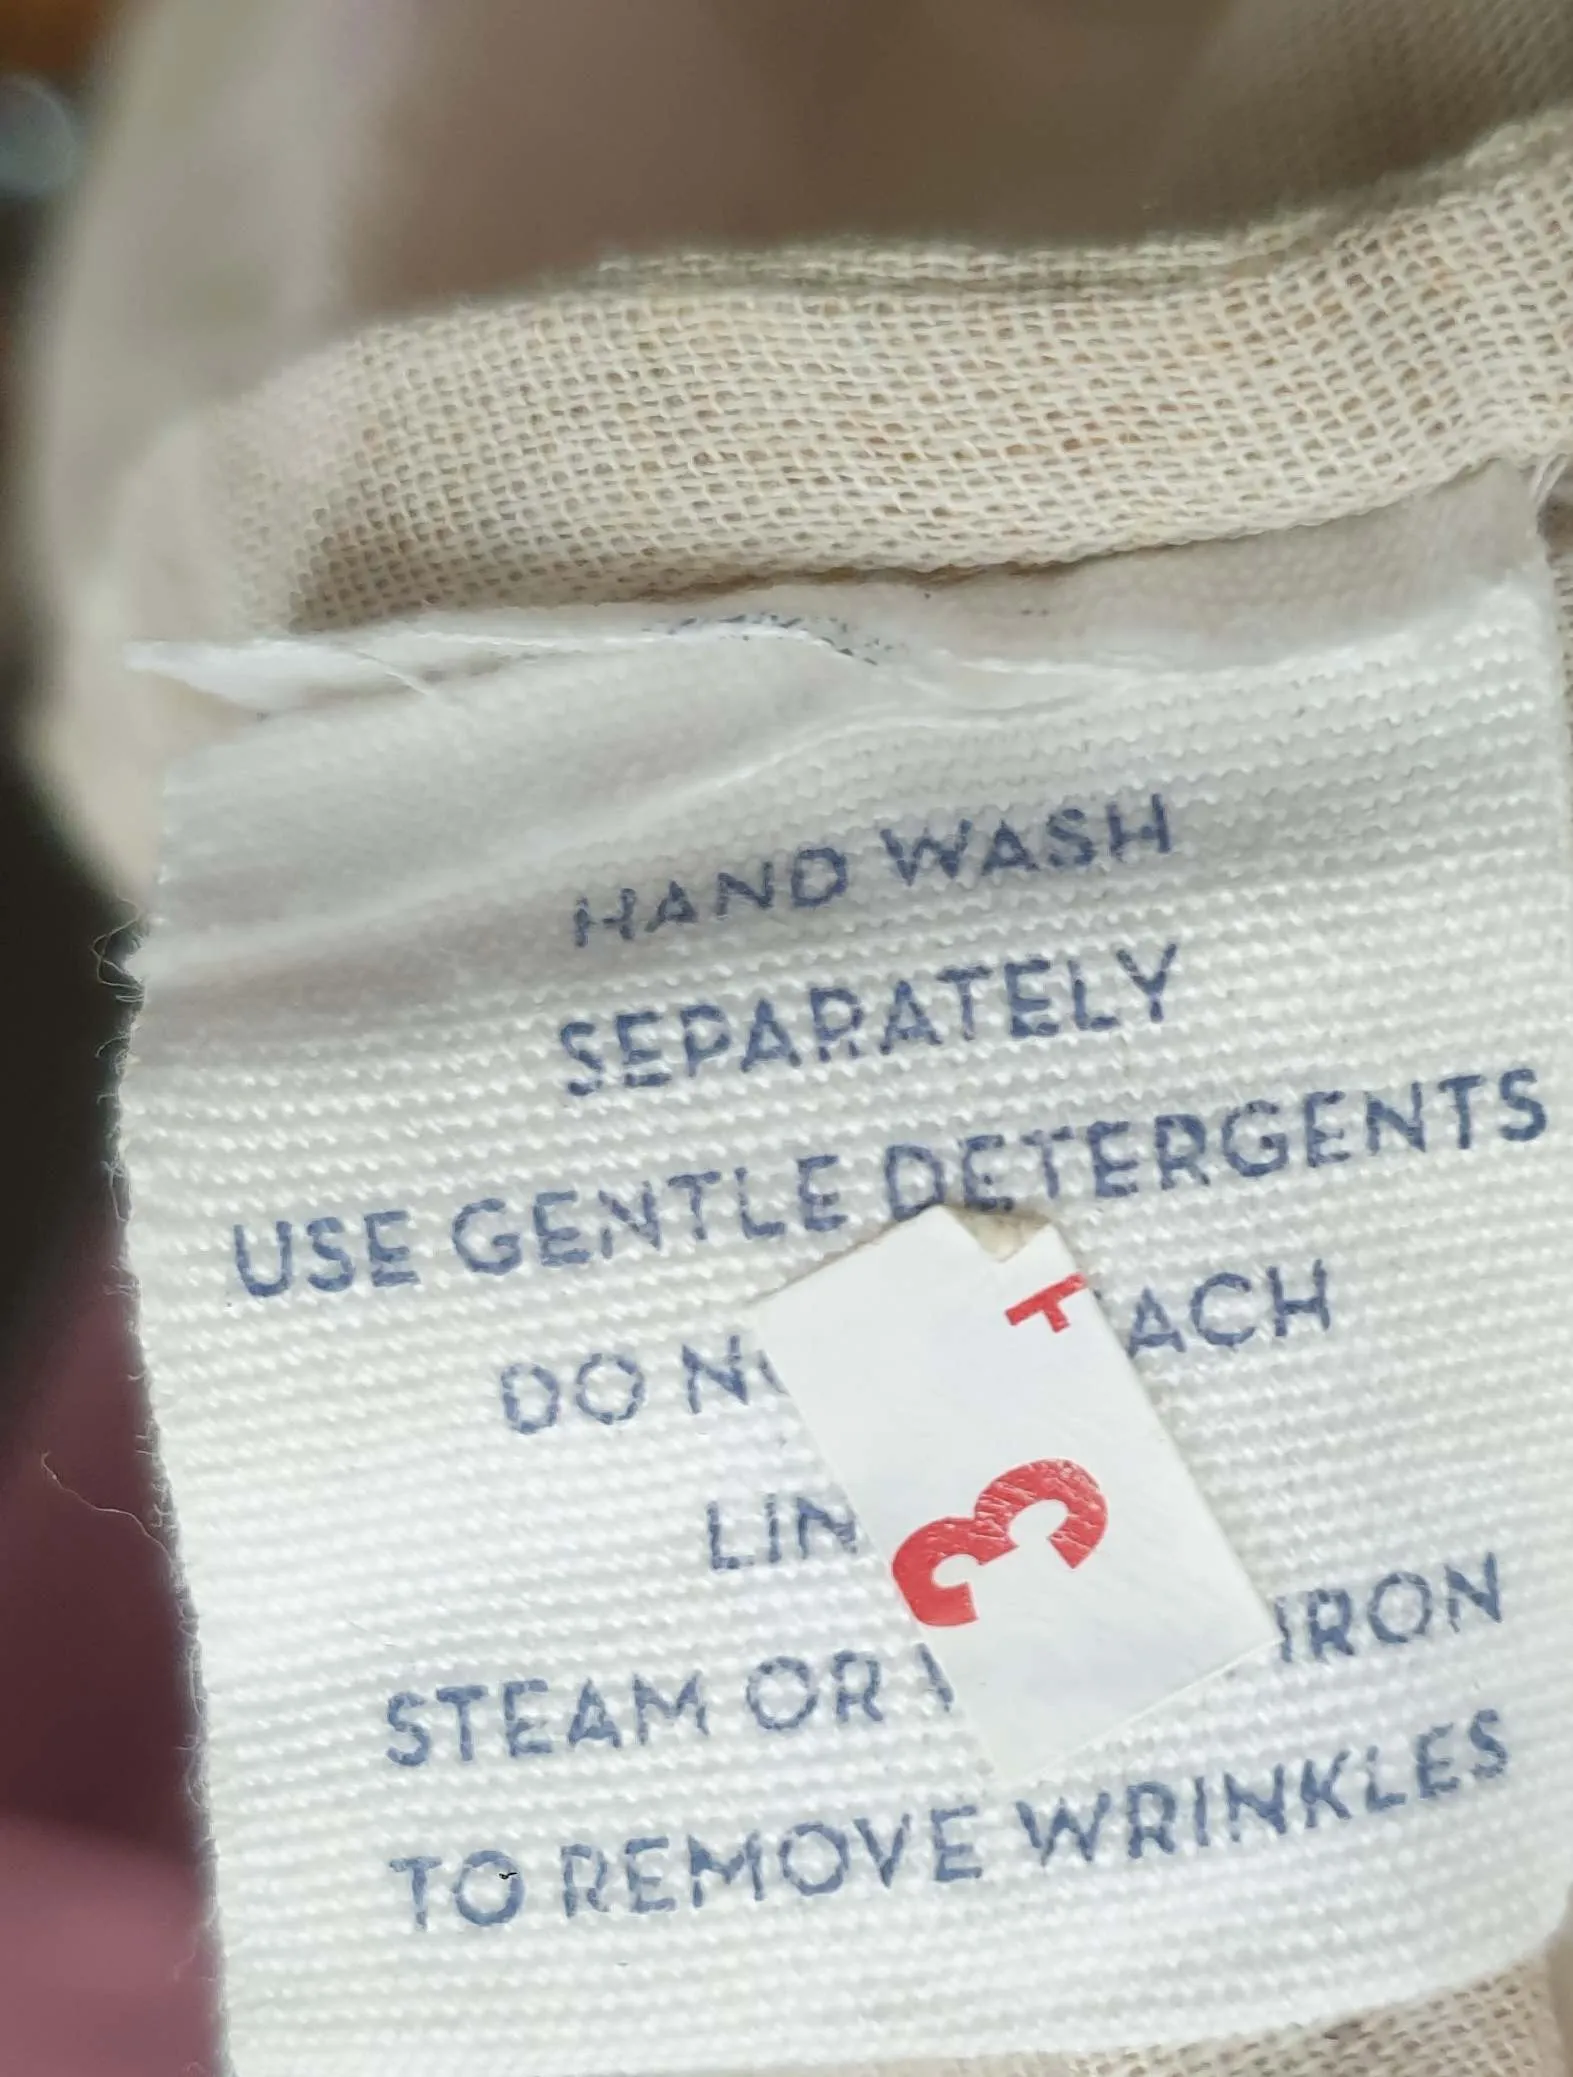 HAND WASH
SEPARATELY
USE GENTLE DETERGENTS
DO ACH
LIN
STEAM OR IRON
TO REMOVE WRINKLES
3